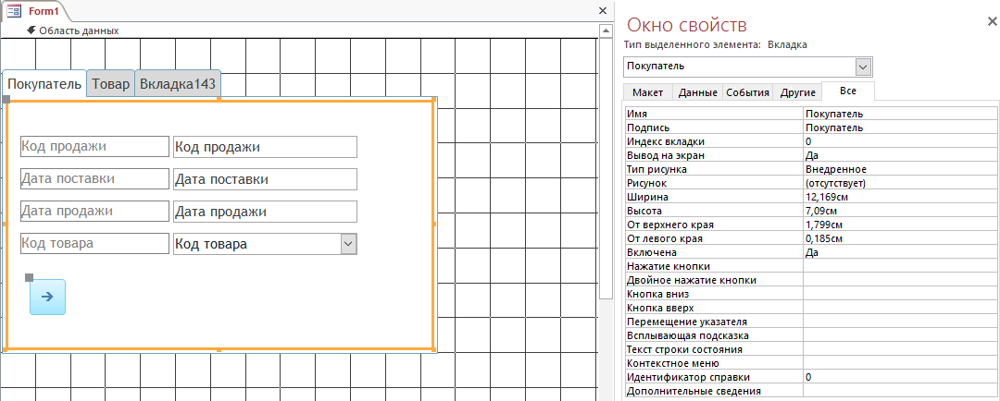 Form1
Область данных
Покупатель Товар Вкладка143
Код продажи Код продажи
Дата поставки Дата поставки
Дата продажи Дата продажи
Код товара Код товара
Окно свойств
Тип выделенного элемента: Вкладка
Покупатель
Макет Данные События Другие Все
Имя Покупатель
Подпись Покупатель
Индекс вкладки 0
Вывод на экран Да
Тип рисунка Внедренное
Рисунок (отсутствует)
Ширина 12,169см
Высота 7,09см
От верхнего края 1,799см
От левого края 0,185см
Включена Да
Нажатие кнопки
Двойное нажатие кнопки
Кнопка вниз
Кнопка вверх
Перемещение указателя
Всплывающая подсказка
Текст строки состояния
Контекстное меню
Идентификатор справки 0
Дополнительные сведения